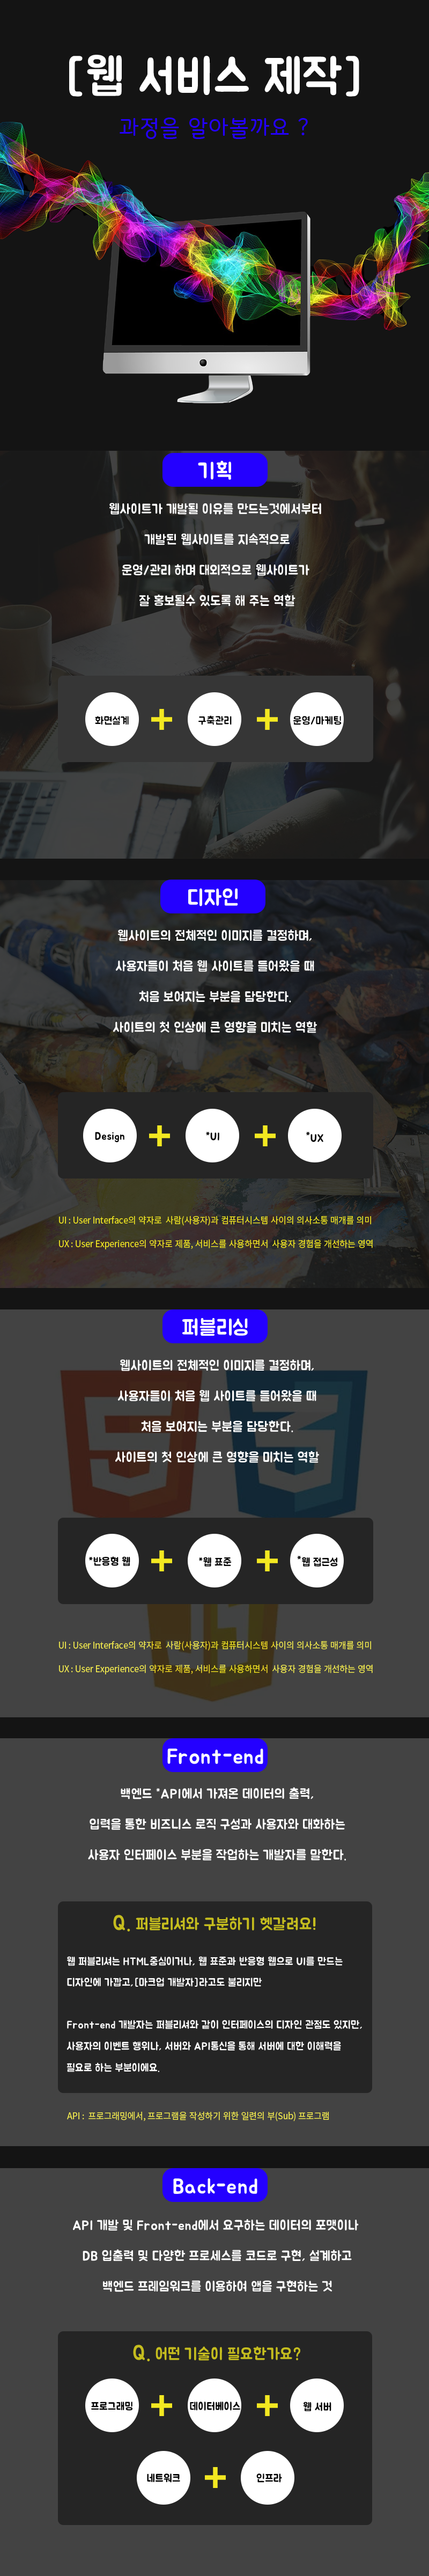 [웹 서비스 제작]
과정을 알아볼까요 ?
기획
웹사이트가 개발될 이유를 만드는것에서부터
개발된 웹사이트를 지속적으로
운영/관리 하며 대외적으로 웹사이트가
잘 홍보될수 있도록 해 주는 역할
화면설계 + 구축관리 + 운영/마케팅
디자인
웹사이트의 전체적인 이미지를 결정하며,
사용자들이 처음 웹 사이트를 들어왔을 때
처음 보여지는 부분을 담당한다.
사이트의 첫 인상에 큰 영향을 미치는 역할
Design + *UI + *UX
UI : User Interface의 약자로 사람(사용자)과 컴퓨터시스템 사이의 의사소통 매개를 의미
UX : User Experience의 약자로 제품, 서비스를 사용하면서 사용자 경험을 개선하는 영역
퍼블리싱
웹사이트의 전체적인 이미지를 결정하며,
사용자들이 처음 웹 사이트를 들어왔을 때
처음 보여지는 부분을 담당한다.
사이트의 첫 인상에 큰 영향을 미치는 역할
*반응형 웹 + *웹 표준 + *웹 접근성
UI : User Interface의 약자로 사람(사용자)과 컴퓨터시스템 사이의 의사소통 매개를 의미
UX : User Experience의 약자로 제품, 서비스를 사용하면서 사용자 경험을 개선하는 영역
Front-end
백엔드 *API에서 가져온 데이터의 출력,
입력을 통한 비즈니스 로직 구성과 사용자와 대화하는
사용자 인터페이스 부분을 작업하는 개발자를 말한다.
Q. 퍼블리셔와 구분하기 헷갈려요!
웹 퍼블리셔는 HTML중심이거나, 웹 표준과 반응형 웹으로 UI를 만드는
디자인에 가깝고,[마크업 개발자]라고도 불리지만
Front-end 개발자는 퍼블리셔와 같이 인터페이스의 디자인 관점도 있지만,
사용자의 이벤트 행위나, 서버와 API통신을 통해 서버에 대한 이해력을
필요로 하는 부분이에요.
API : 프로그래밍에서, 프로그램을 작성하기 위한 일련의 부(Sub) 프로그램
Back-end
API 개발 및 Front-end에서 요구하는 데이터의 포맷이나
DB 입출력 및 다양한 프로세스를 코드로 구현, 설계하고
백엔드 프레임워크를 이용하여 앱을 구현하는 것
Q. 어떤 기술이 필요한가요?
프로그래밍 + 데이터베이스 + 웹 서버
네트워크 + 인프라